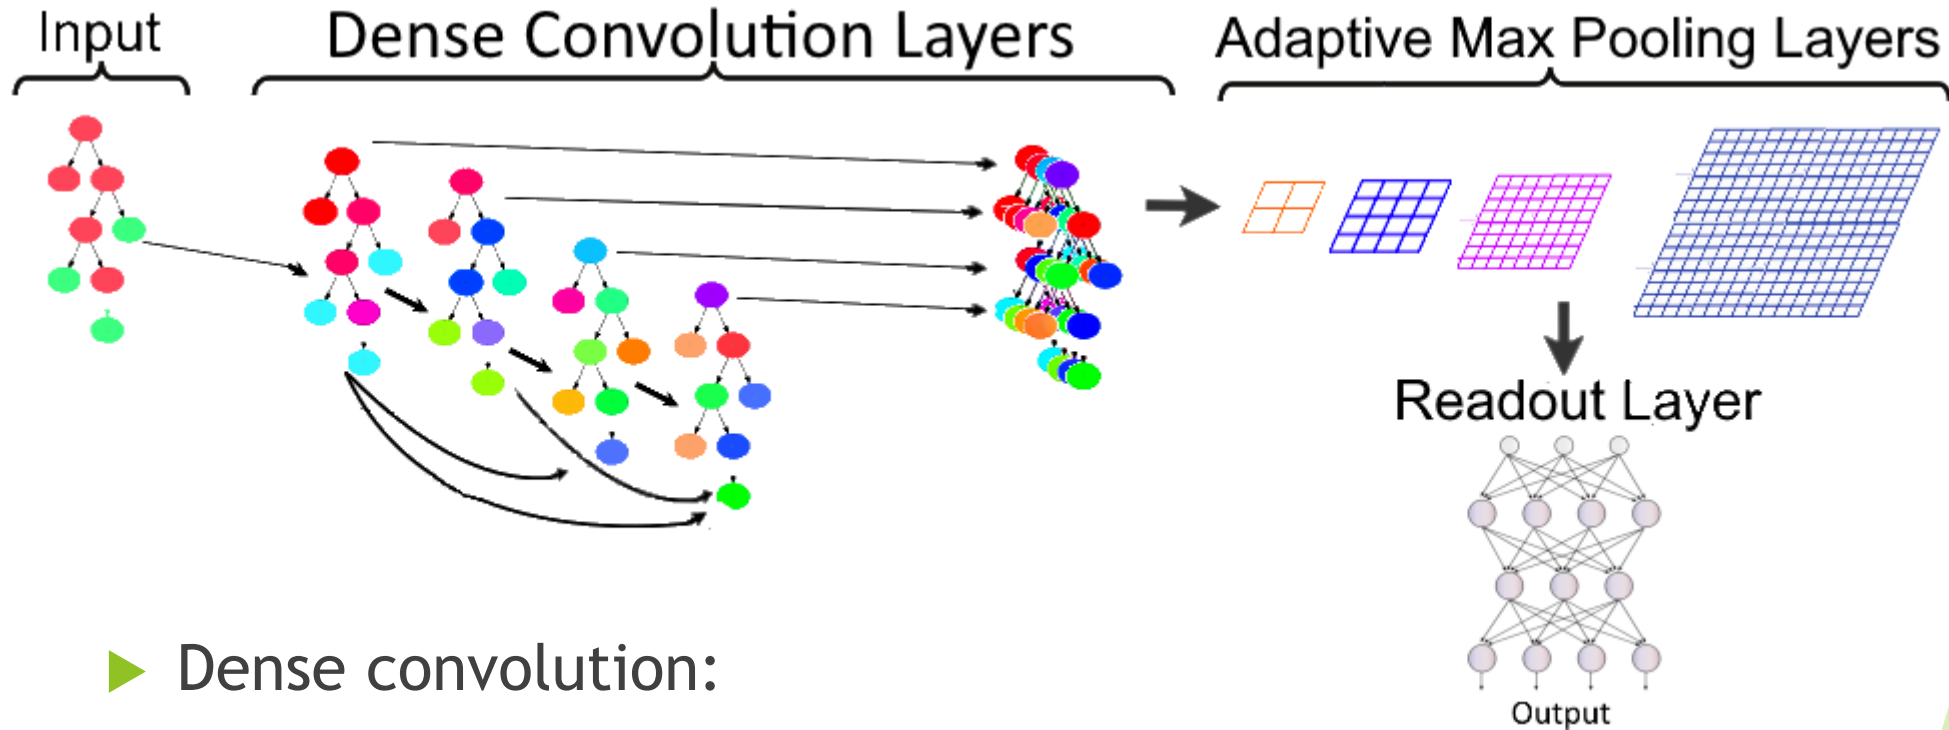 Input
Dense Convolution Layers
Adaptive Max Pooling Layers
Readout Layer
Output
Dense convolution: